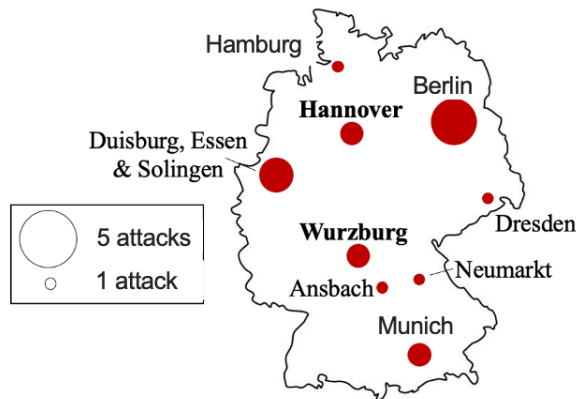 Hamburg
Berlin
Hannover
Duisburg, Essen
& Solingen
5 attacks
1 attack
Dresden
Wurzburg
Neumarkt
Ansbach
Munich